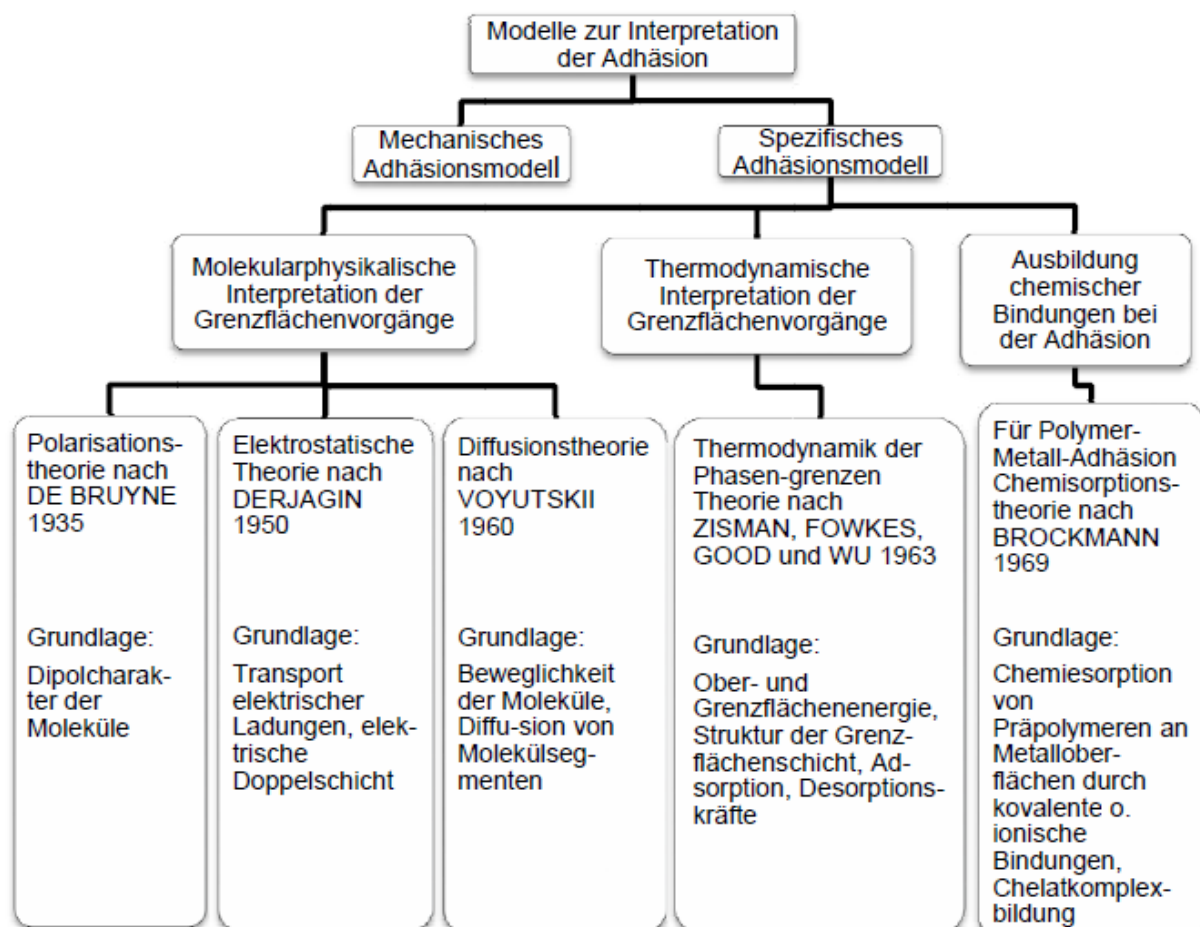 Modelle zur Interpretation
der Adhäsion
Mechanisches
Adhäsionsmodell
Spezifisches
Adhäsionsmodell
Molekularphysikalische
Interpretation der
Grenzflächenvorgänge
Thermodynamische
Interpretation der
Grenzflächenvorgänge
Ausbildung
chemischer
Bindungen bei
der Adhäsion
Polarisations-
theorie nach
DE BRUYNE
1935
Grundlage:
Dipolcharak-
ter der
Moleküle
Elektrostatische
Theorie nach
DERJAGIN
1950
Grundlage:
Transport
elektrischer
Ladungen, elek-
trische
Doppelschicht
Diffusionstheorie
nach
VOYUTSKII
1960
Grundlage:
Beweglichkeit
der Moleküle,
Diffu-sion von
Molekülseg-
menten
Thermodynamik der
Phasen-grenzen
Theorie nach
ZISMAN, FOWKES,
GOOD und WU 1963
Grundlage:
Ober- und
Grenzflächenenergie,
Struktur der Grenz-
flächenschicht, Ad-
sorption, Desorptions-
kräfte
Für Polymer-
Metall-Adhäsion
Chemisorptions-
theorie nach
BROCKMANN
1969
Grundlage:
Chemiesorption
von
Präpolymeren an
Metallober-
flächen durch
kovalente o.
ionische
Bindungen,
Chelatkomplex-
bildung